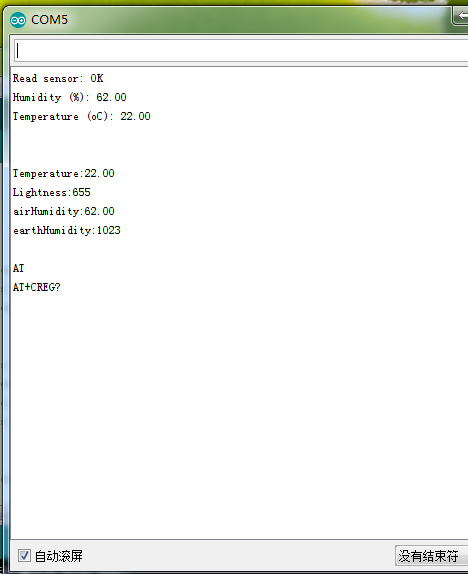 COM5
Read sensor: OK
Humidity (%): 62.00
Temperature (oC): 22.00
Temperature:22.00
Lightness:655
airHumidity:62.00
earthHumidity:1023
AT
AT+CREG?
自动滚屏
没有结束符